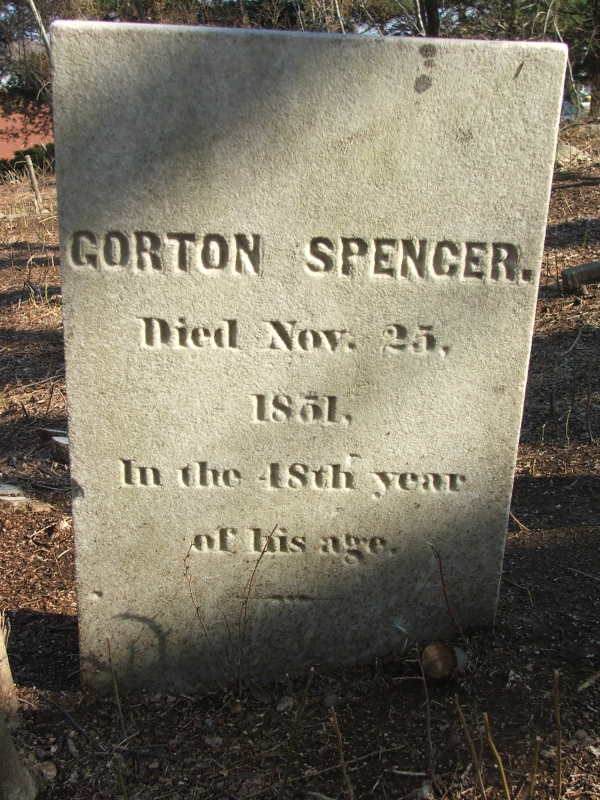 GORTON SPENCER.
Died Nov. 25,
1851,
In the 48th year
of his age.